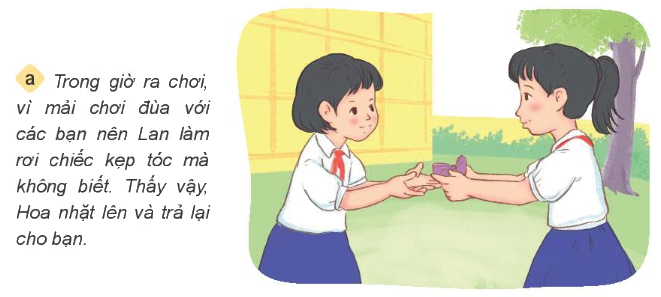 a Trong giờ ra chơi,
vì mải chơi đùa với
các bạn nên Lan làm
rơi chiếc kẹp tóc mà
không biết. Thấy vậy,
Hoa nhặt lên và trả lại
cho bạn.